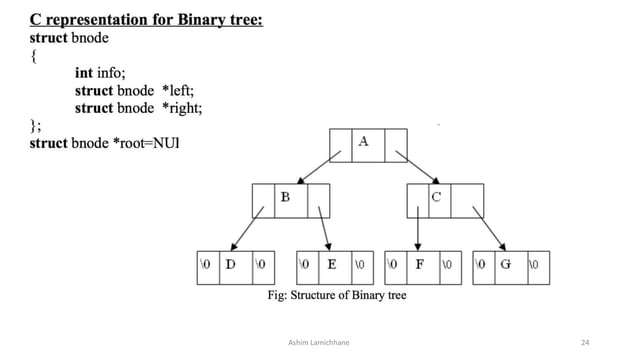 C representation for Binary tree:
struct bnode
{
int info;
struct bnode *left;
struct bnode *right;
};
struct bnode *root=NUl
A
B
C
\0 D \0
\0 E \0
\0 F \0
\0 G \0
Fig: Structure of Binary tree
Ashim Lamichhane
24